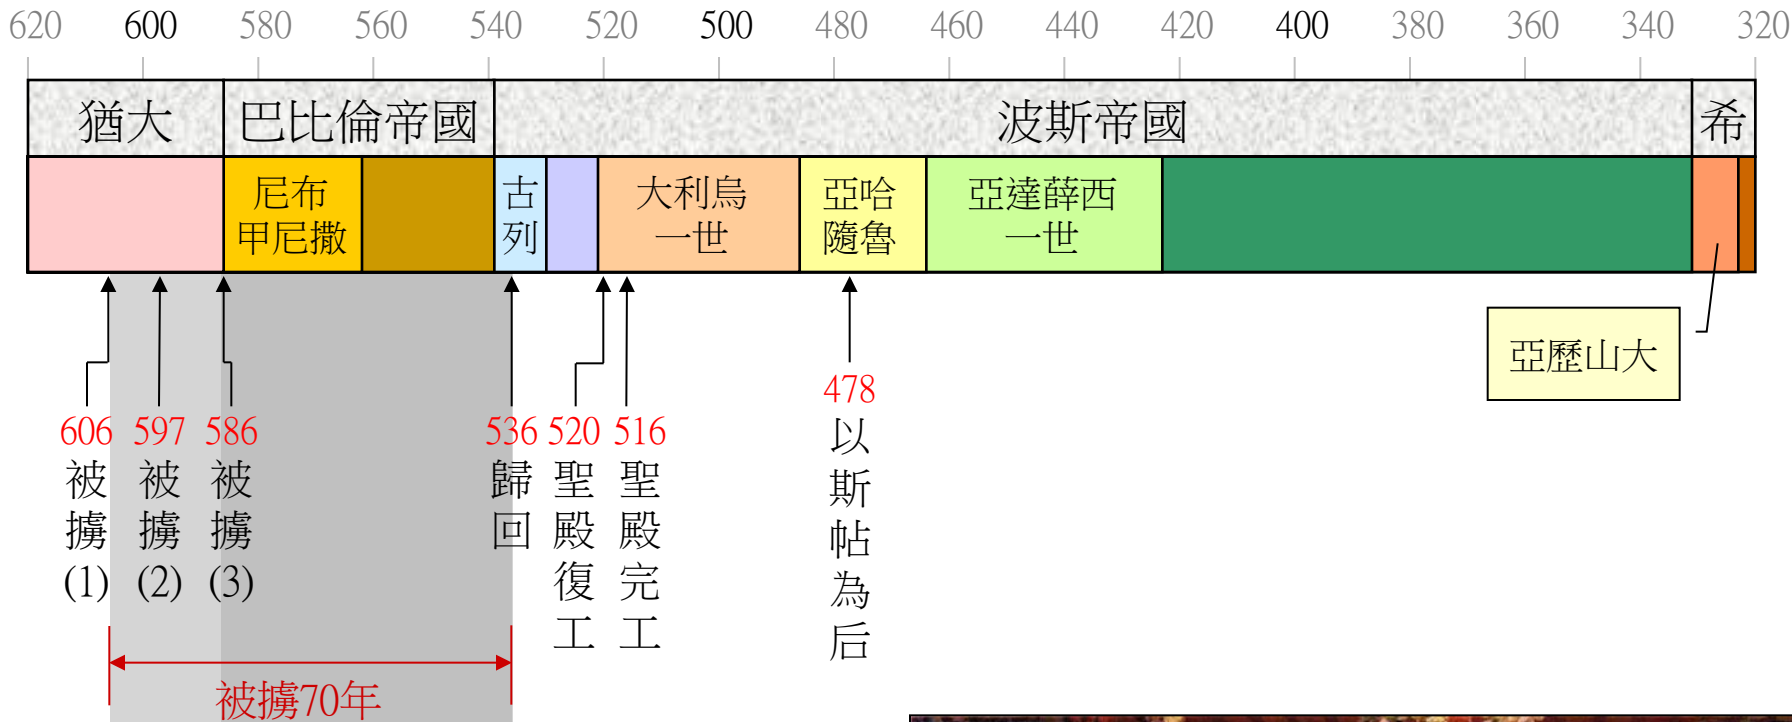 620 600 580 560 540 520 500 480 460 440 420 400 380 360 340 320
猶大 巴比倫帝國 波斯帝國 希
尼布
甲尼撒
古
列
大利烏
一世
亞哈
隨魯
亞達薛西
一世
亞歷山大
606
被
擄
(1)
597
被
擄
(2)
586
被
擄
(3)
536
歸
回
520
聖
殿
復
工
516
聖
殿
完
工
478
以
斯
帖
為
后
被擄70年